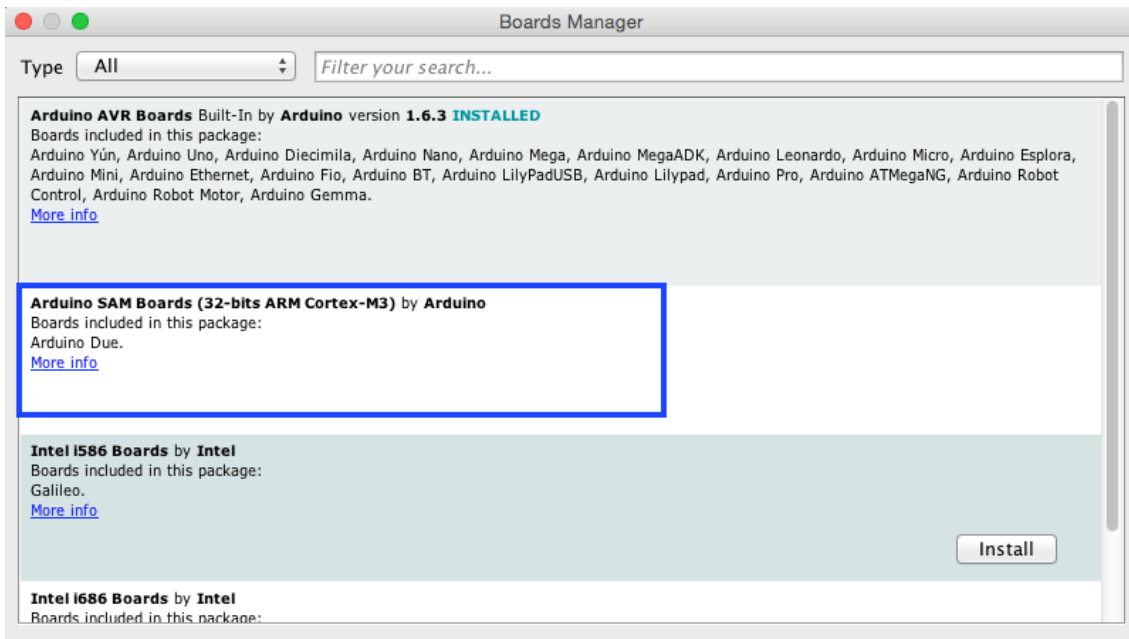 Boards Manager
Type All Filter your search...
Arduino AVR Boards Built-In by Arduino version 1.6.3 INSTALLED
Boards included in this package:
Arduino Yún, Arduino Uno, Arduino Diecimila, Arduino Nano, Arduino Mega, Arduino MegaADK, Arduino Leonardo, Arduino Micro, Arduino Esplora,
Arduino Mini, Arduino Ethernet, Arduino Fio, Arduino BT, Arduino LilyPadUSB, Arduino Lilypad, Arduino Pro, Arduino ATMegaNG, Arduino Robot
Control, Arduino Robot Motor, Arduino Gemma.
More info
Arduino SAM Boards (32-bits ARM Cortex-M3) by Arduino
Boards included in this package:
Arduino Due.
More info
Intel i586 Boards by Intel
Boards included in this package:
Galileo.
More info
Install
Intel i686 Boards by Intel
Boards included in this package: